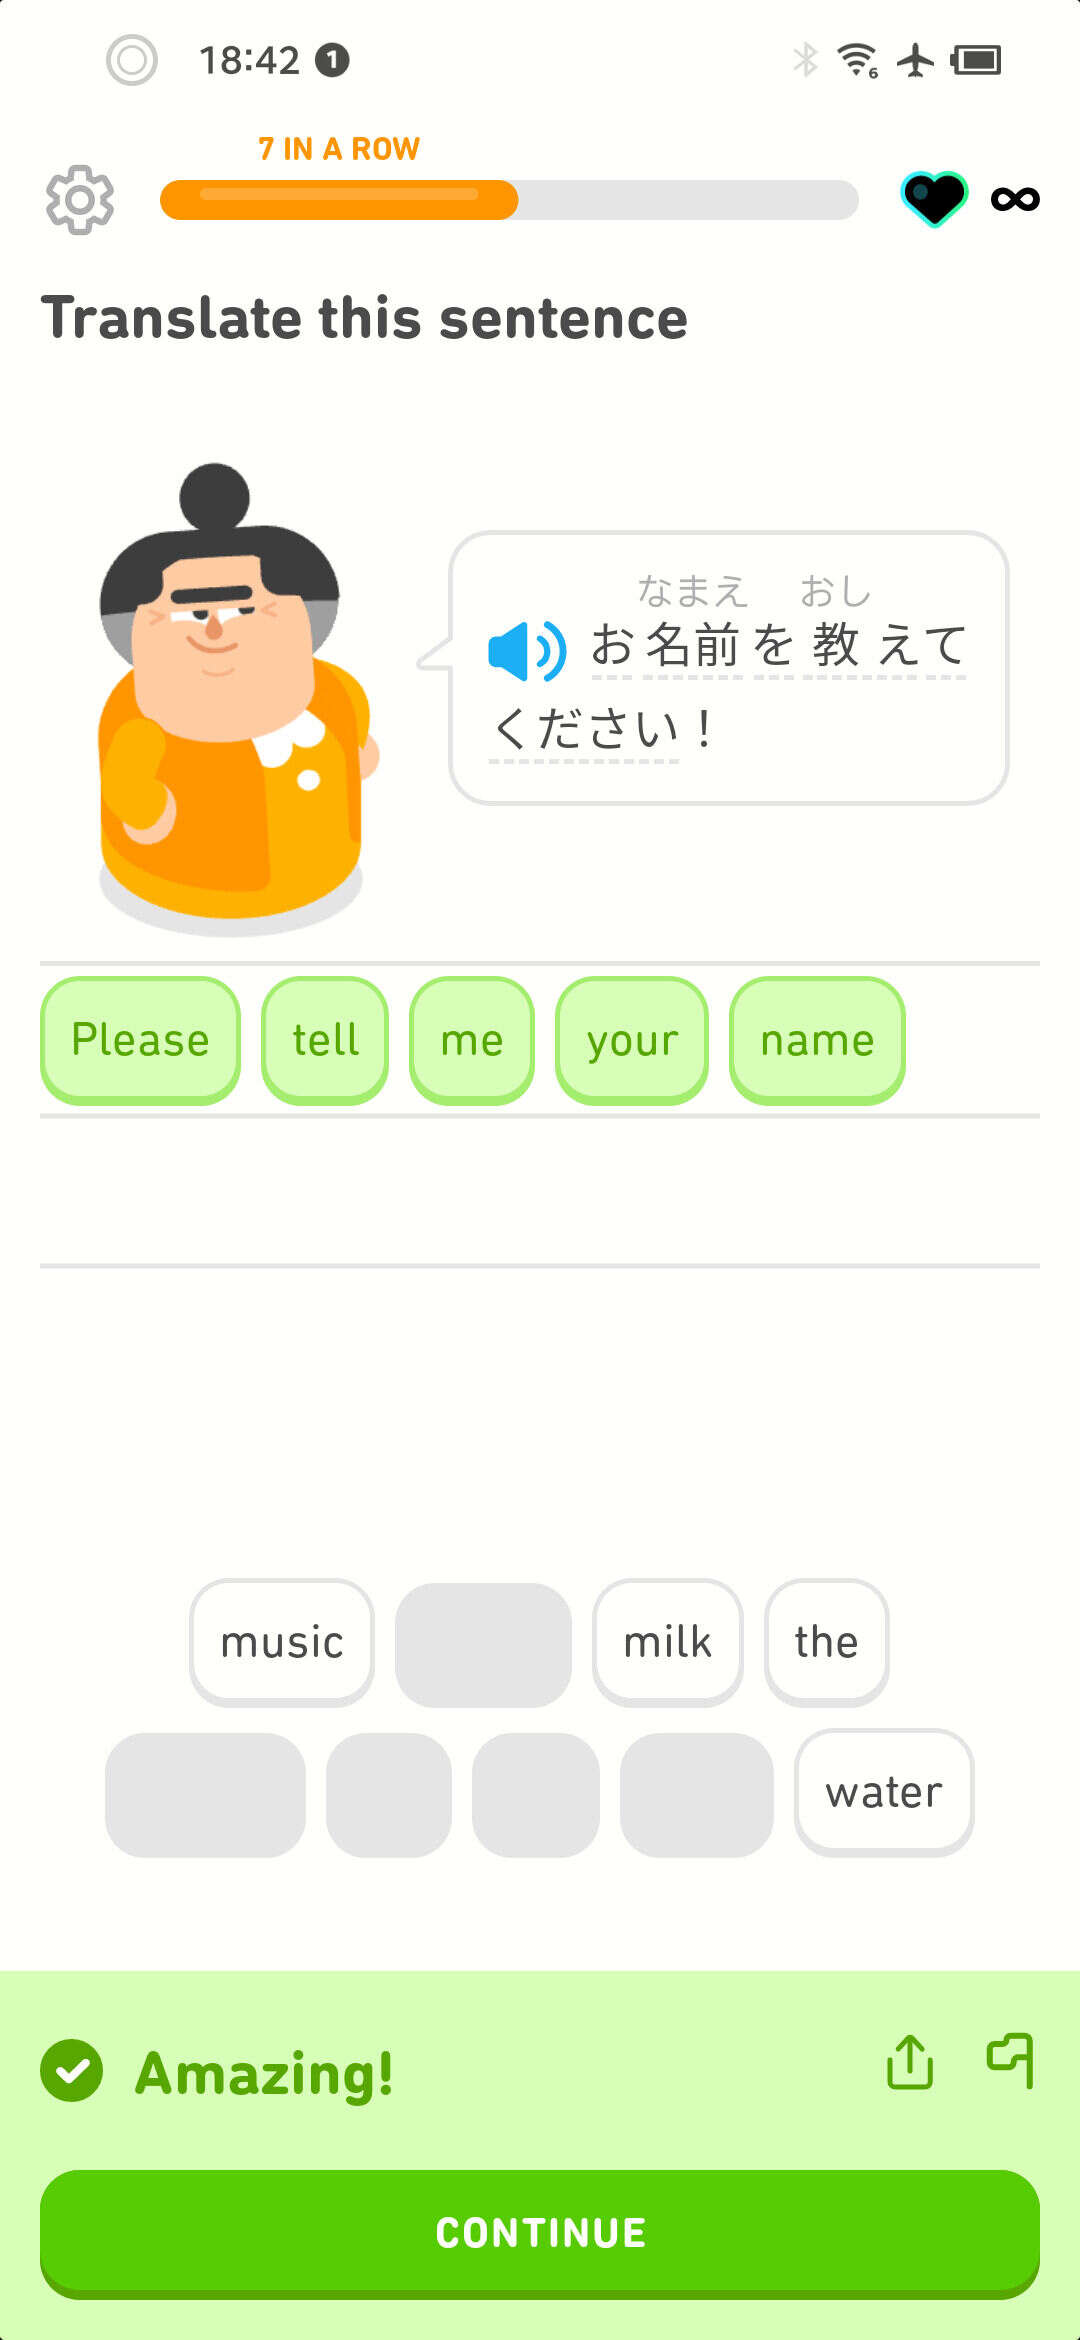 18:42 1
6
7 IN A ROW
Translate this sentence
なまえ おし
お名前を教えて
ください！
Please tell me your name
music milk the
water
Amazing!
CONTINUE